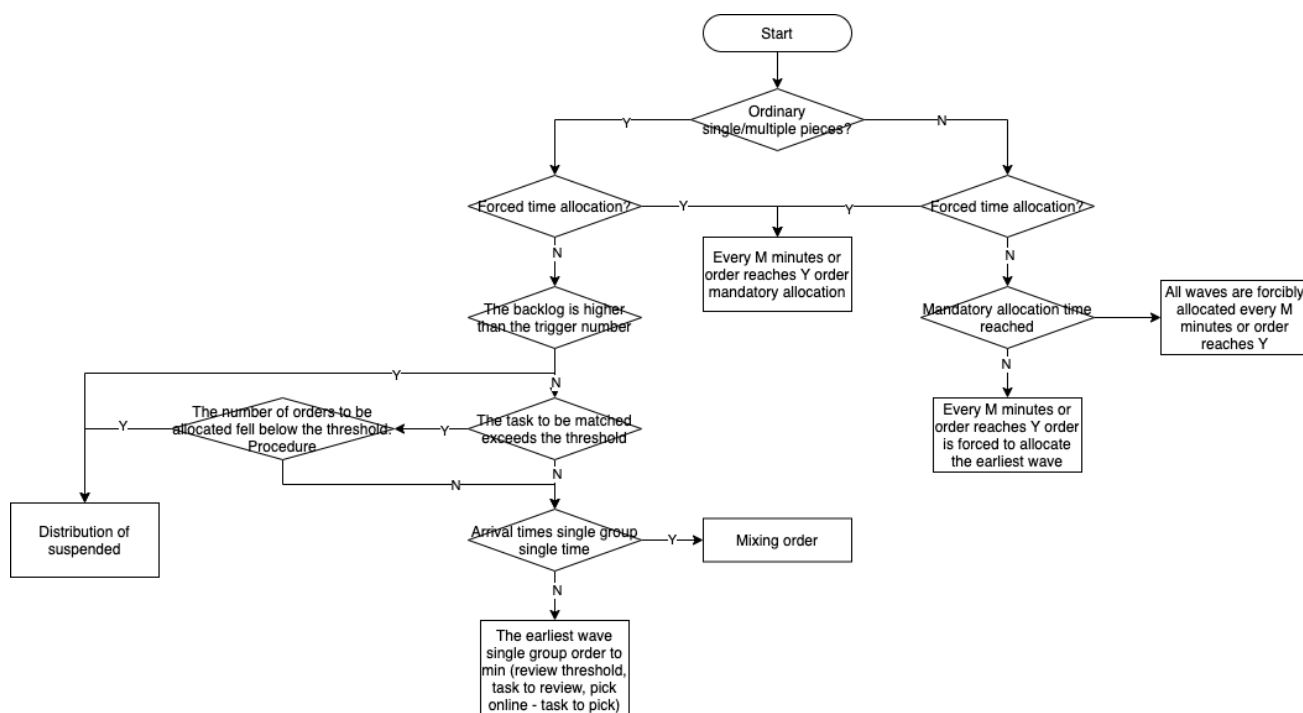 Start
Ordinary
single/multiple pieces?
Y
N
Forced time allocation?
Y
Y
Forced time allocation?
N
N
Every M minutes or
order reaches Y order
mandatory allocation
The backlog is higher
than the trigger number
Mandatory allocation time
reached
All waves are forcibly
allocated every M
minutes or order
reaches Y
Y
N
N
The number of orders to be
allocated fell below the threshold.
Procedure
Y
Y
The task to be matched
exceeds the threshold
Every M minutes or
order reaches Y order
is forced to allocate
the earliest wave
N
N
Distribution of
suspended
Arrival times single group
single time
Y
Mixing order
N
The earliest wave
single group order to
min (review threshold,
task to review, pick
online - task to pick)